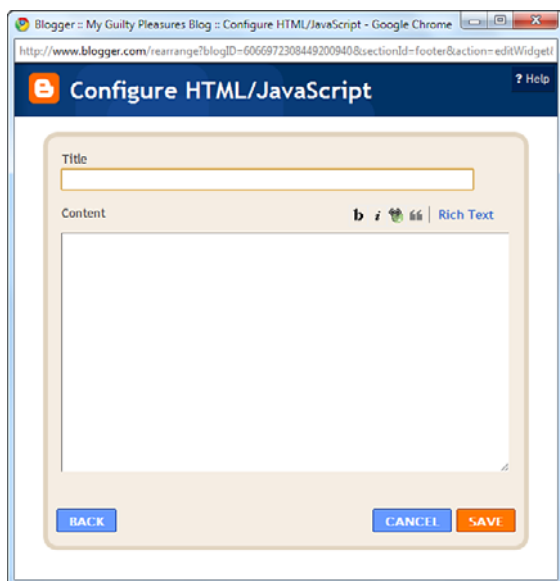 Blogger :: My Guilty Pleasures Blog :: Configure HTML/JavaScript - Google Chrome
http://www.blogger.com/rearrange?blogID=6066972308449200940&sectionId=footer&action=editWidget&
Configure HTML/JavaScript
? Help
Title
Content b i Rich Text
BACK CANCEL SAVE